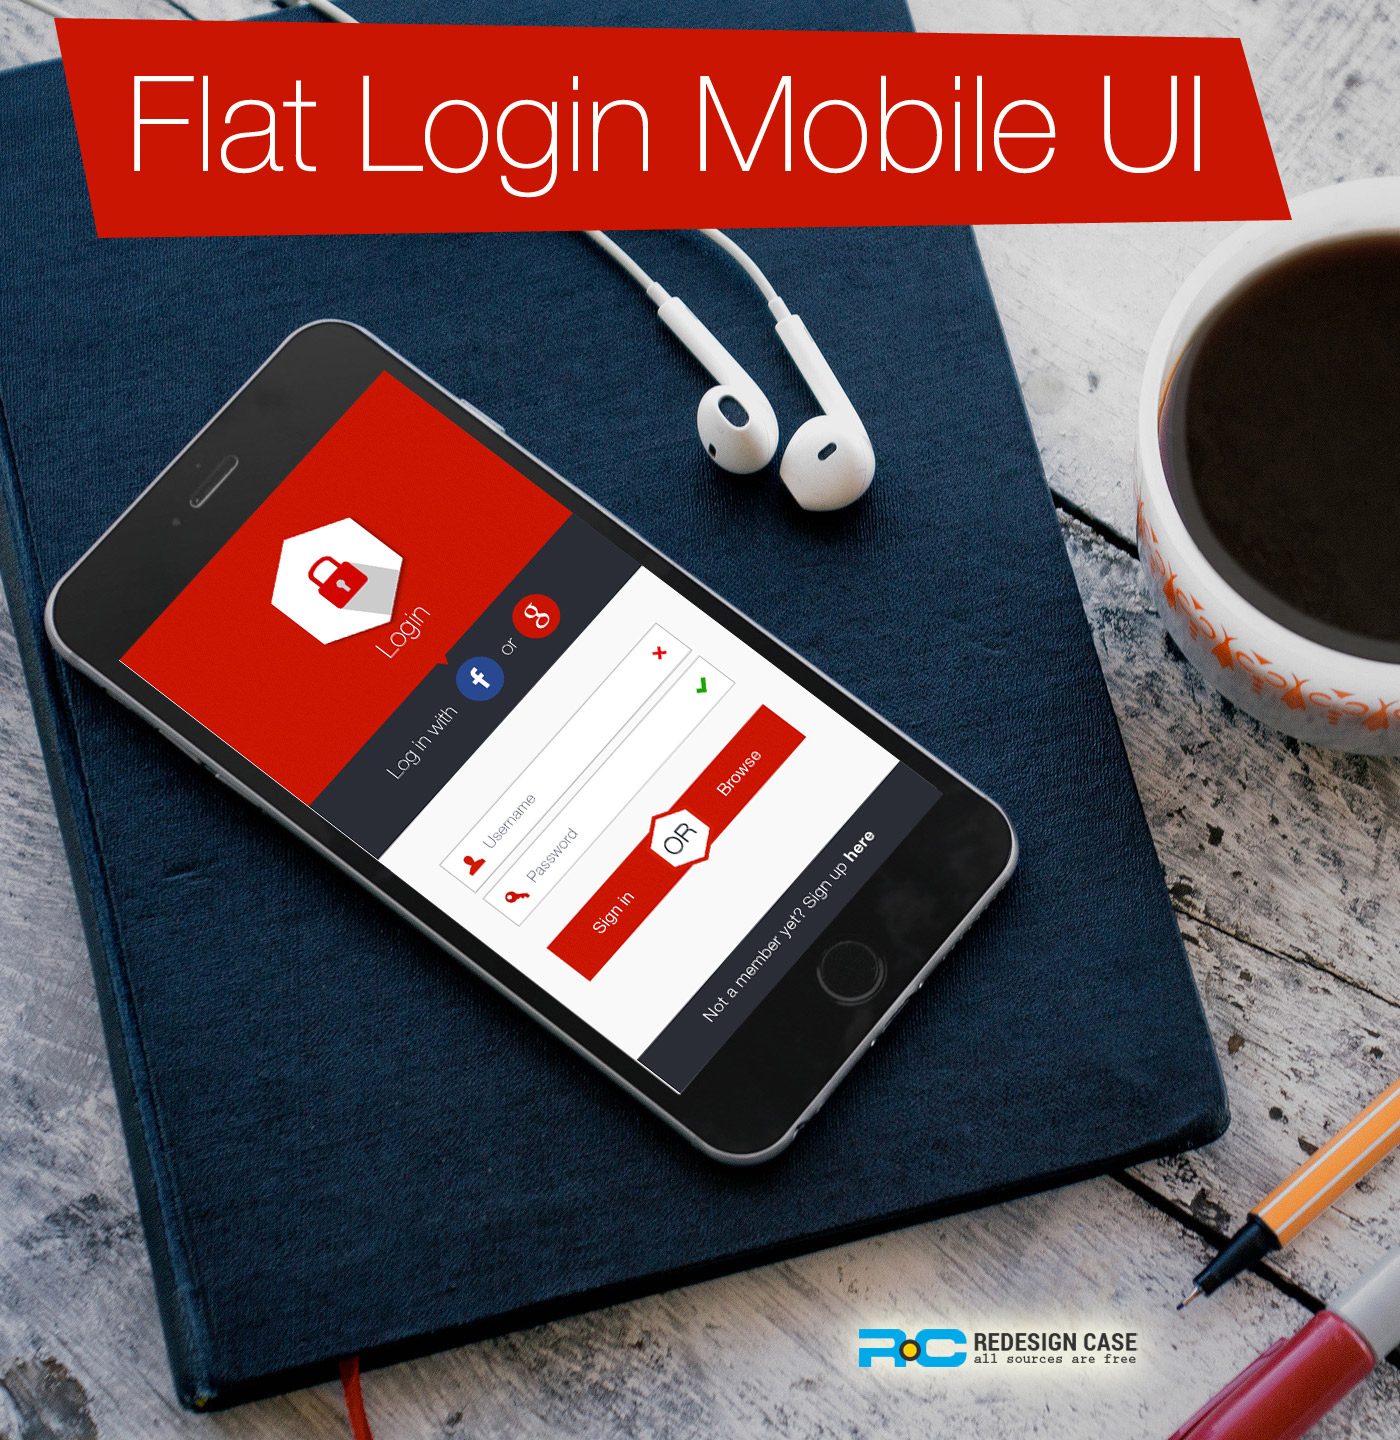 Flat Login Mobile UI
Login
Log in with f or g
Username
Password
Sign in OR Browse
Not a member yet? Sign up here
RC REDESIGN CASE
all sources are free